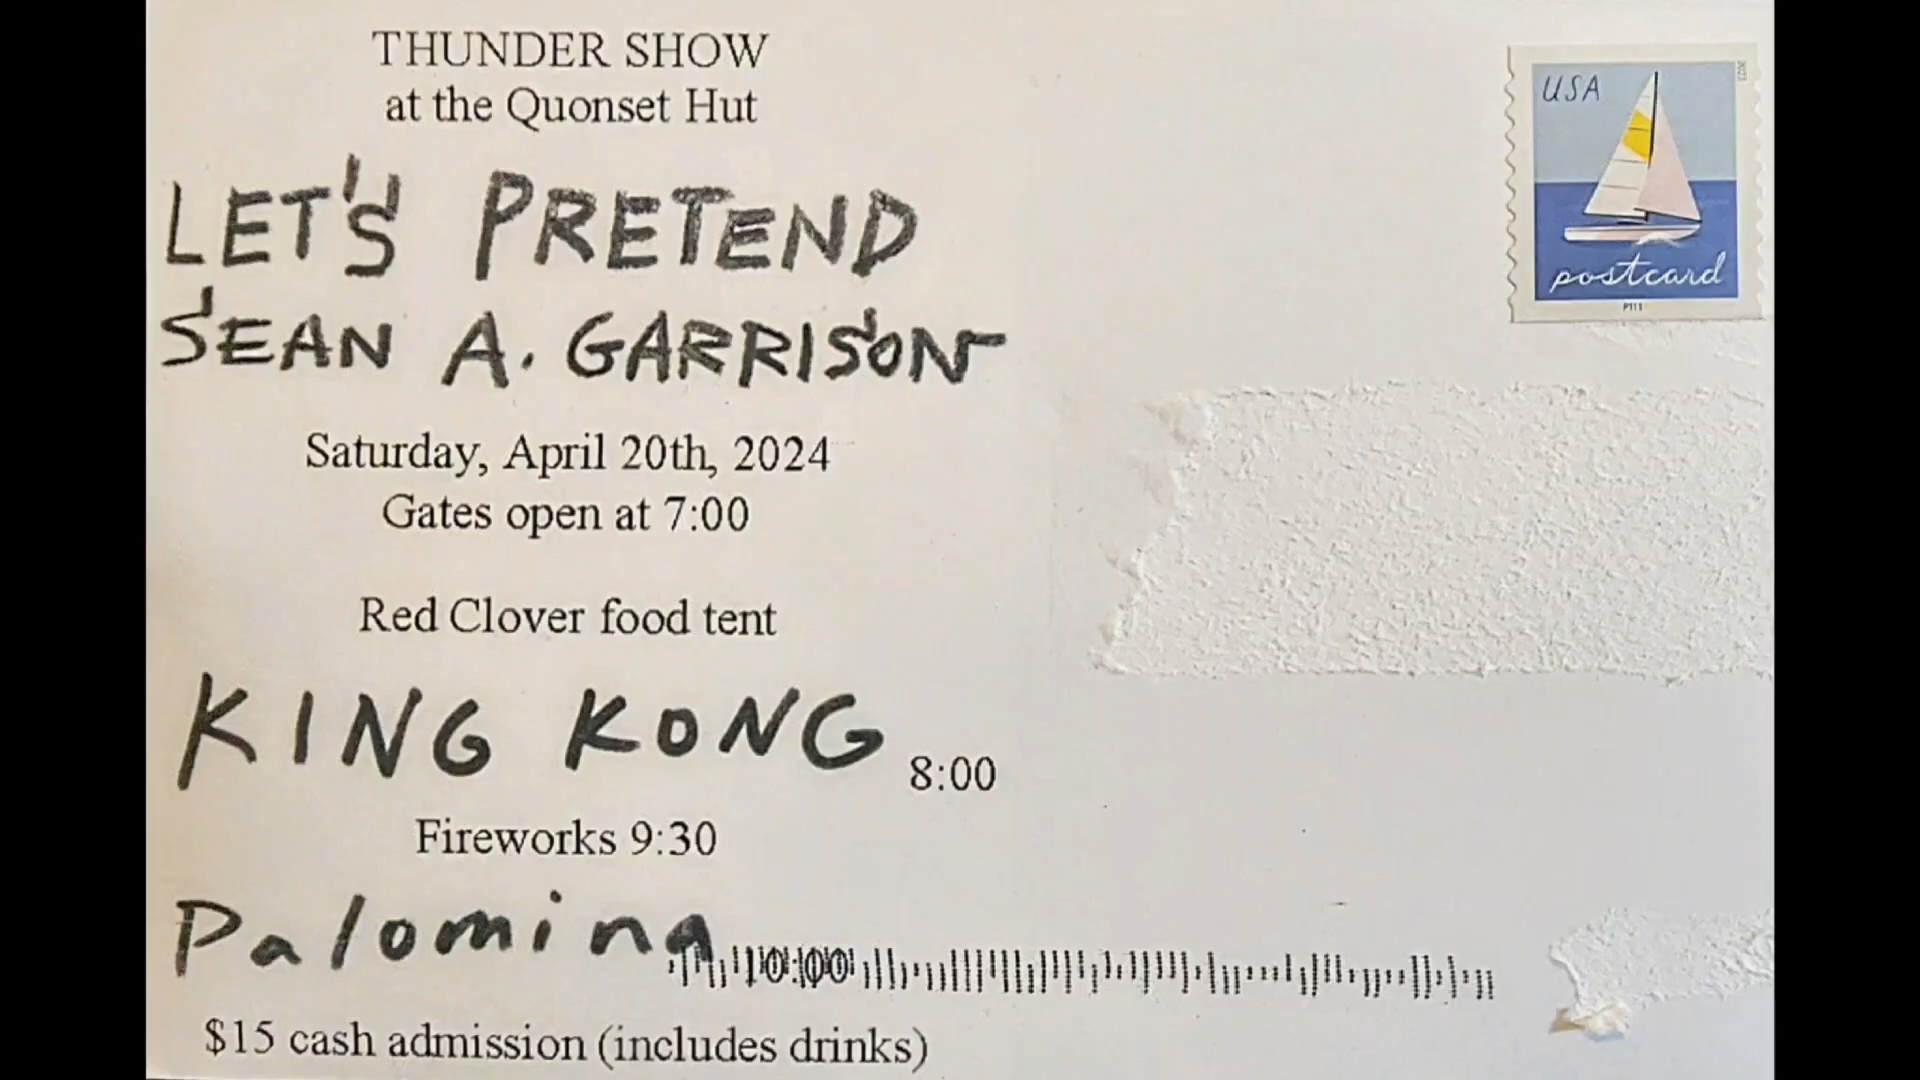 THUNDER SHOW
at the Quonset Hut
LET'S PRETEND
SEAN A. GARRISON
Saturday, April 20th, 2024
Gates open at 7:00
Red Clover food tent
KING KONG 8:00
Fireworks 9:30
Palomina 10:00
$15 cash admission (includes drinks)
USA
2023
postcard
P1111